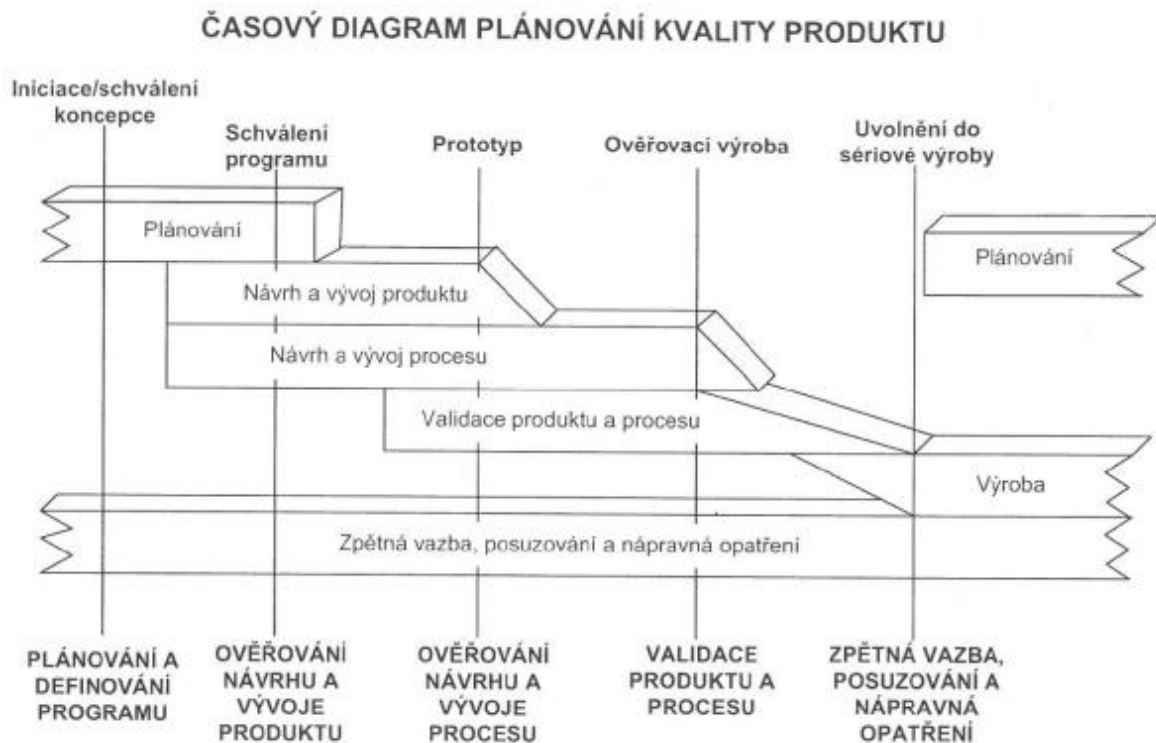 ČASOVÝ DIAGRAM PLÁNOVÁNÍ KVALITY PRODUKTU
Iniciace/schválení
koncepce
Schválení
programu
Prototyp
Ověřovací výroba
Uvolnění do
sériové výroby
Plánování
Plánování
Návrh a vývoj produktu
Návrh a vývoj procesu
Validace produktu a procesu
Výroba
Zpětná vazba, posuzování a nápravná opatření
PLÁNOVÁNÍ A
DEFINOVÁNÍ
PROGRAMU
OVĚŘOVÁNÍ
NÁVRHU A
VÝVOJE
PRODUKTU
OVĚŘOVÁNÍ
NÁVRHU A
VÝVOJE
PROCESU
VALIDACE
PRODUKTU A
PROCESU
ZPĚTNÁ VAZBA,
POSUZOVÁNÍ A
NÁPRAVNÁ
OPATŘENÍ